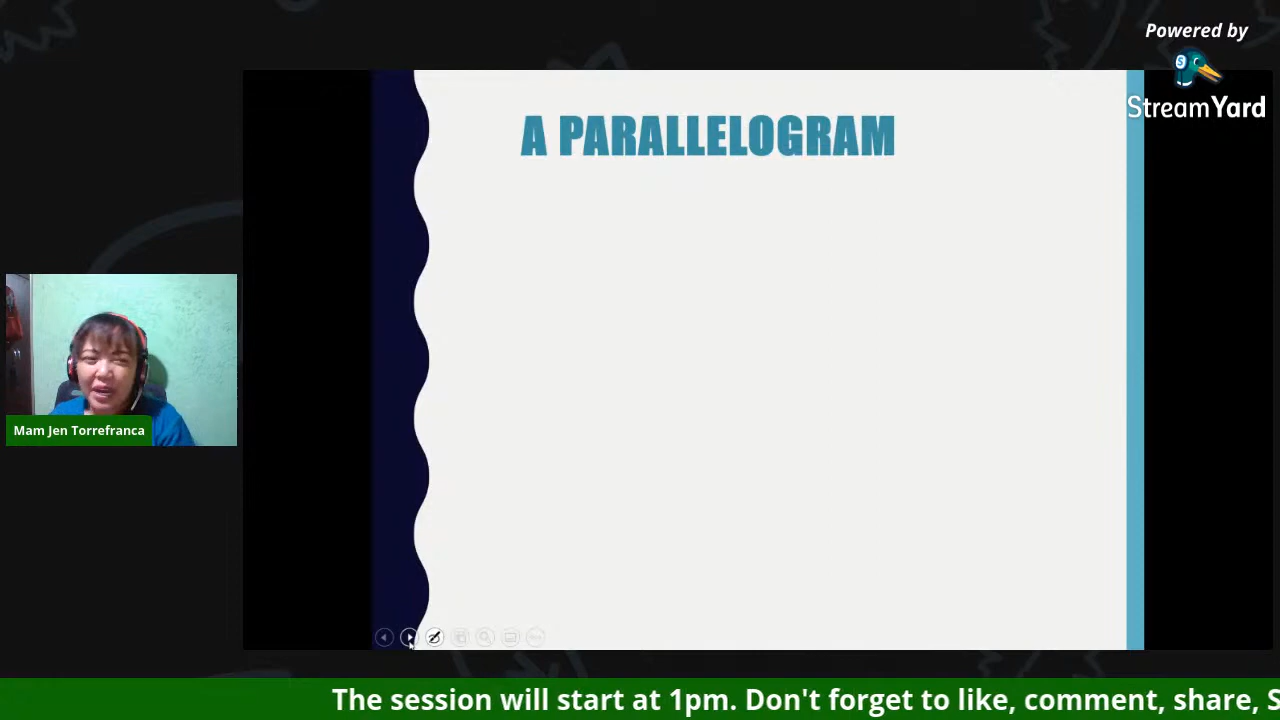 Powered by
StreamYard
A PARALLELOGRAM
Mam Jen Torrefranca
The session will start at 1pm. Don't forget to like, comment, share, S